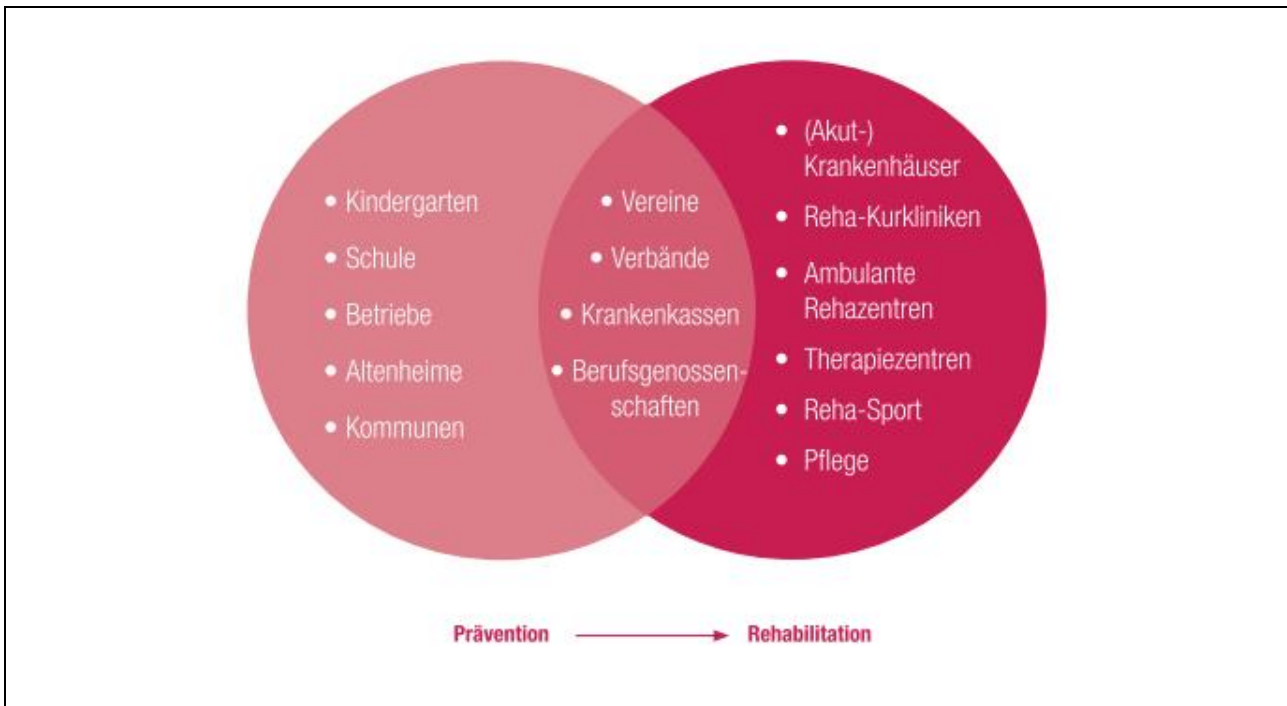 • Kindergarten
• Schule
• Betriebe
• Altenheime
• Kommunen
• Vereine
• Verbände
• Krankenkassen
• Berufsgenossen-
schaften
• (Akut-)
Krankenhäuser
• Reha-Kurkliniken
• Ambulante
Rehazentren
• Therapiezentren
• Reha-Sport
• Pflege
Prävention
Rehabilitation